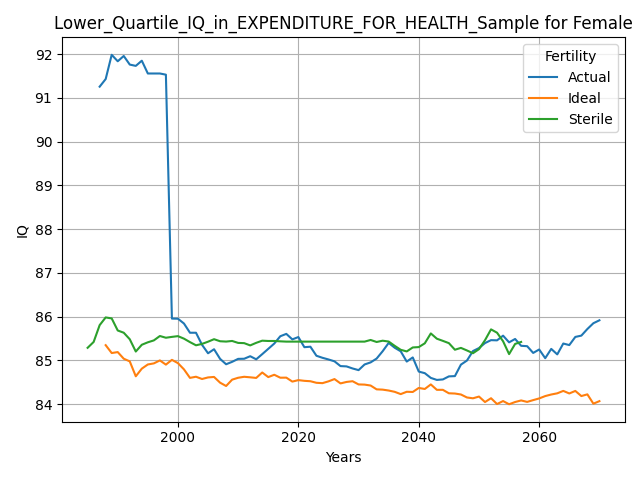 Lower_Quartile_IQ_in_EXPENDITURE_FOR_HEALTH_Sample for Female
92
91
90
89
88
87
86
85
84
IQ
Fertility
Actual
Ideal
Sterile
2000 2020 2040 2060
Years